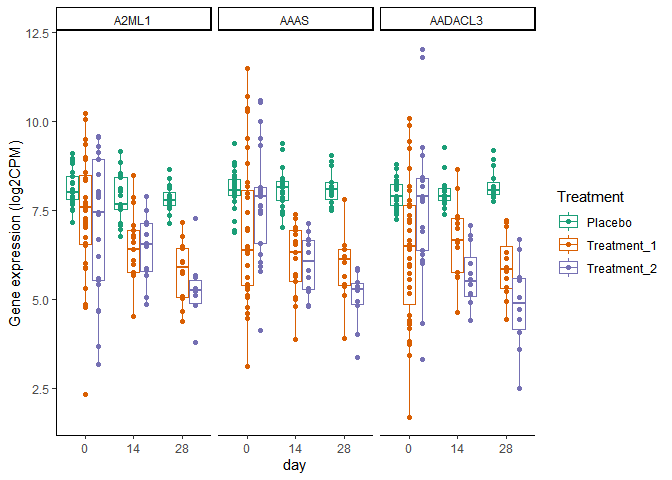 A2ML1 AAAS AADACL3
Gene expression (log2CPM)
12.5
10.0
7.5
5.0
2.5
0 14 28 0 14 28 0 14 28
day
Treatment
Placebo
Treatment_1
Treatment_2